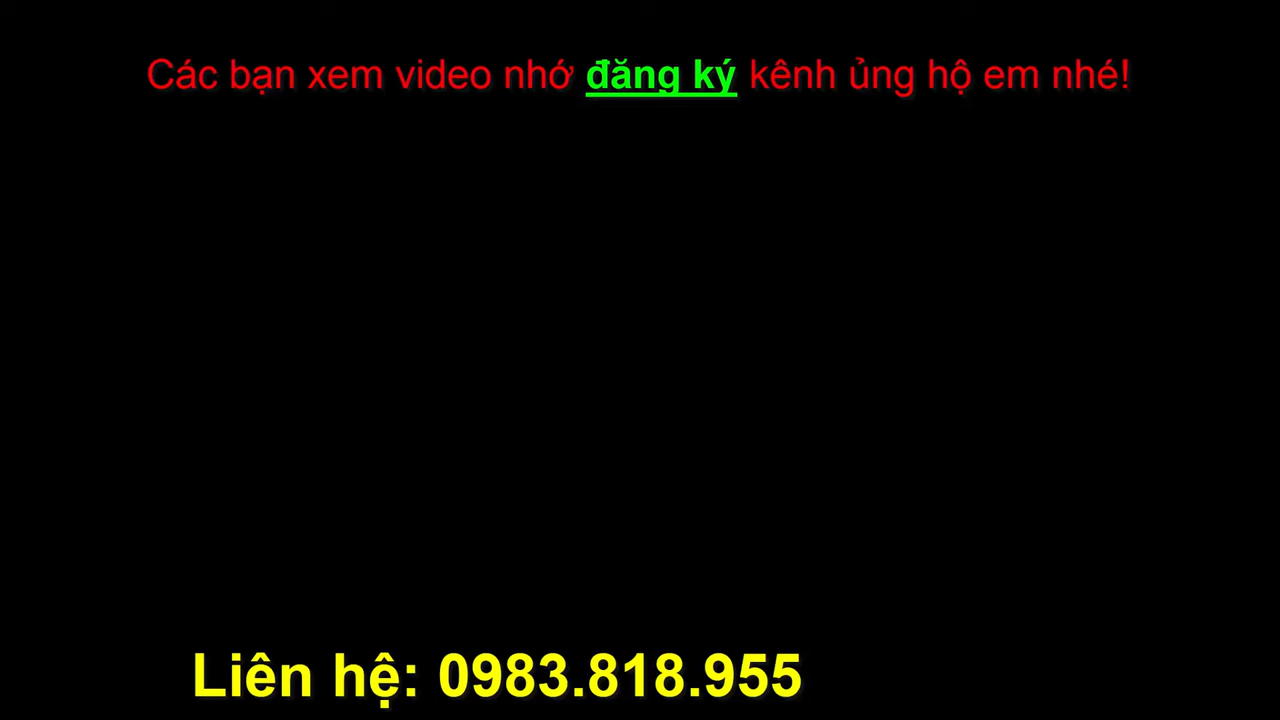 Các bạn xem video nhớ đăng ký kênh ủng hộ em nhé!
Liên hệ: 0983.818.955